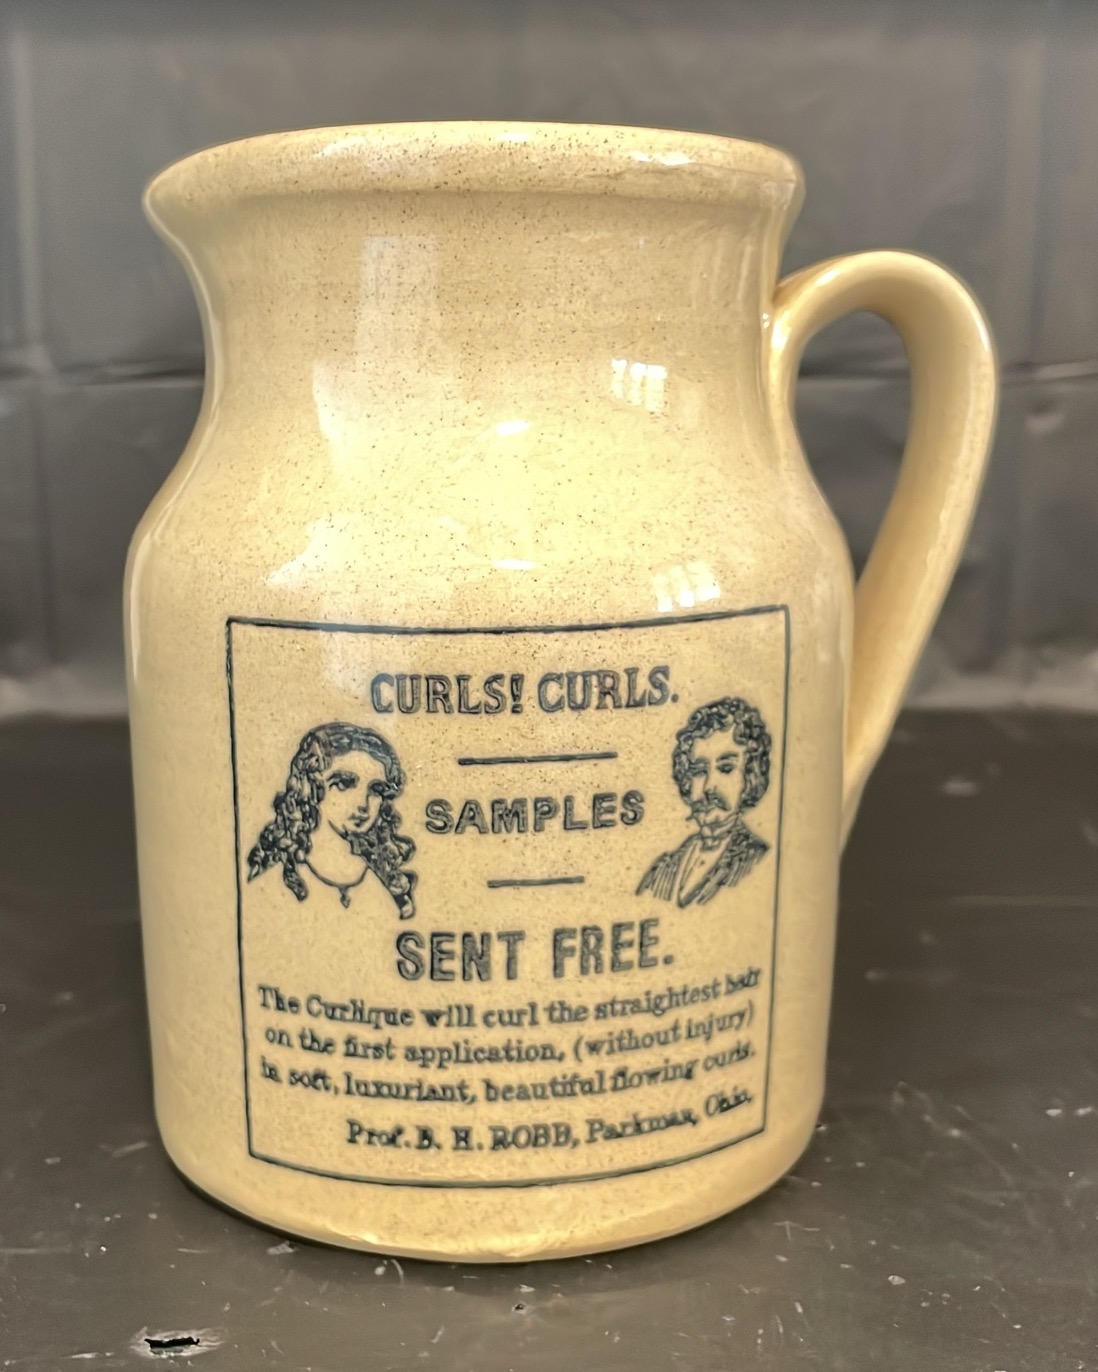 CURLS! CURLS.
SAMPLES
SENT FREE.
The Curlique will curl the straightest hair
on the first application, (without injury)
in soft, luxuriant, beautiful flowing curls.
Prof. B. H. ROBB, Parkman, Ohio.